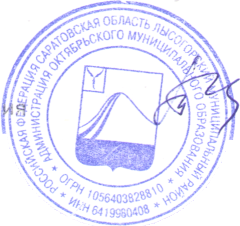 РОССИЙСКАЯ ФЕДЕРАЦИЯ САРАТОВСКАЯ ОБЛАСТЬ ЛЫСОГОРСКИЙ МУНИЦИПАЛЬНЫЙ РАЙОН
* ИНН 6419960408 *
АДМИНИСТРАЦИЯ ОКТЯБРЬСКОГО МУНИЦИПАЛЬНОГО ОБРАЗОВАНИЯ
* ОГРН 1056403828810 *